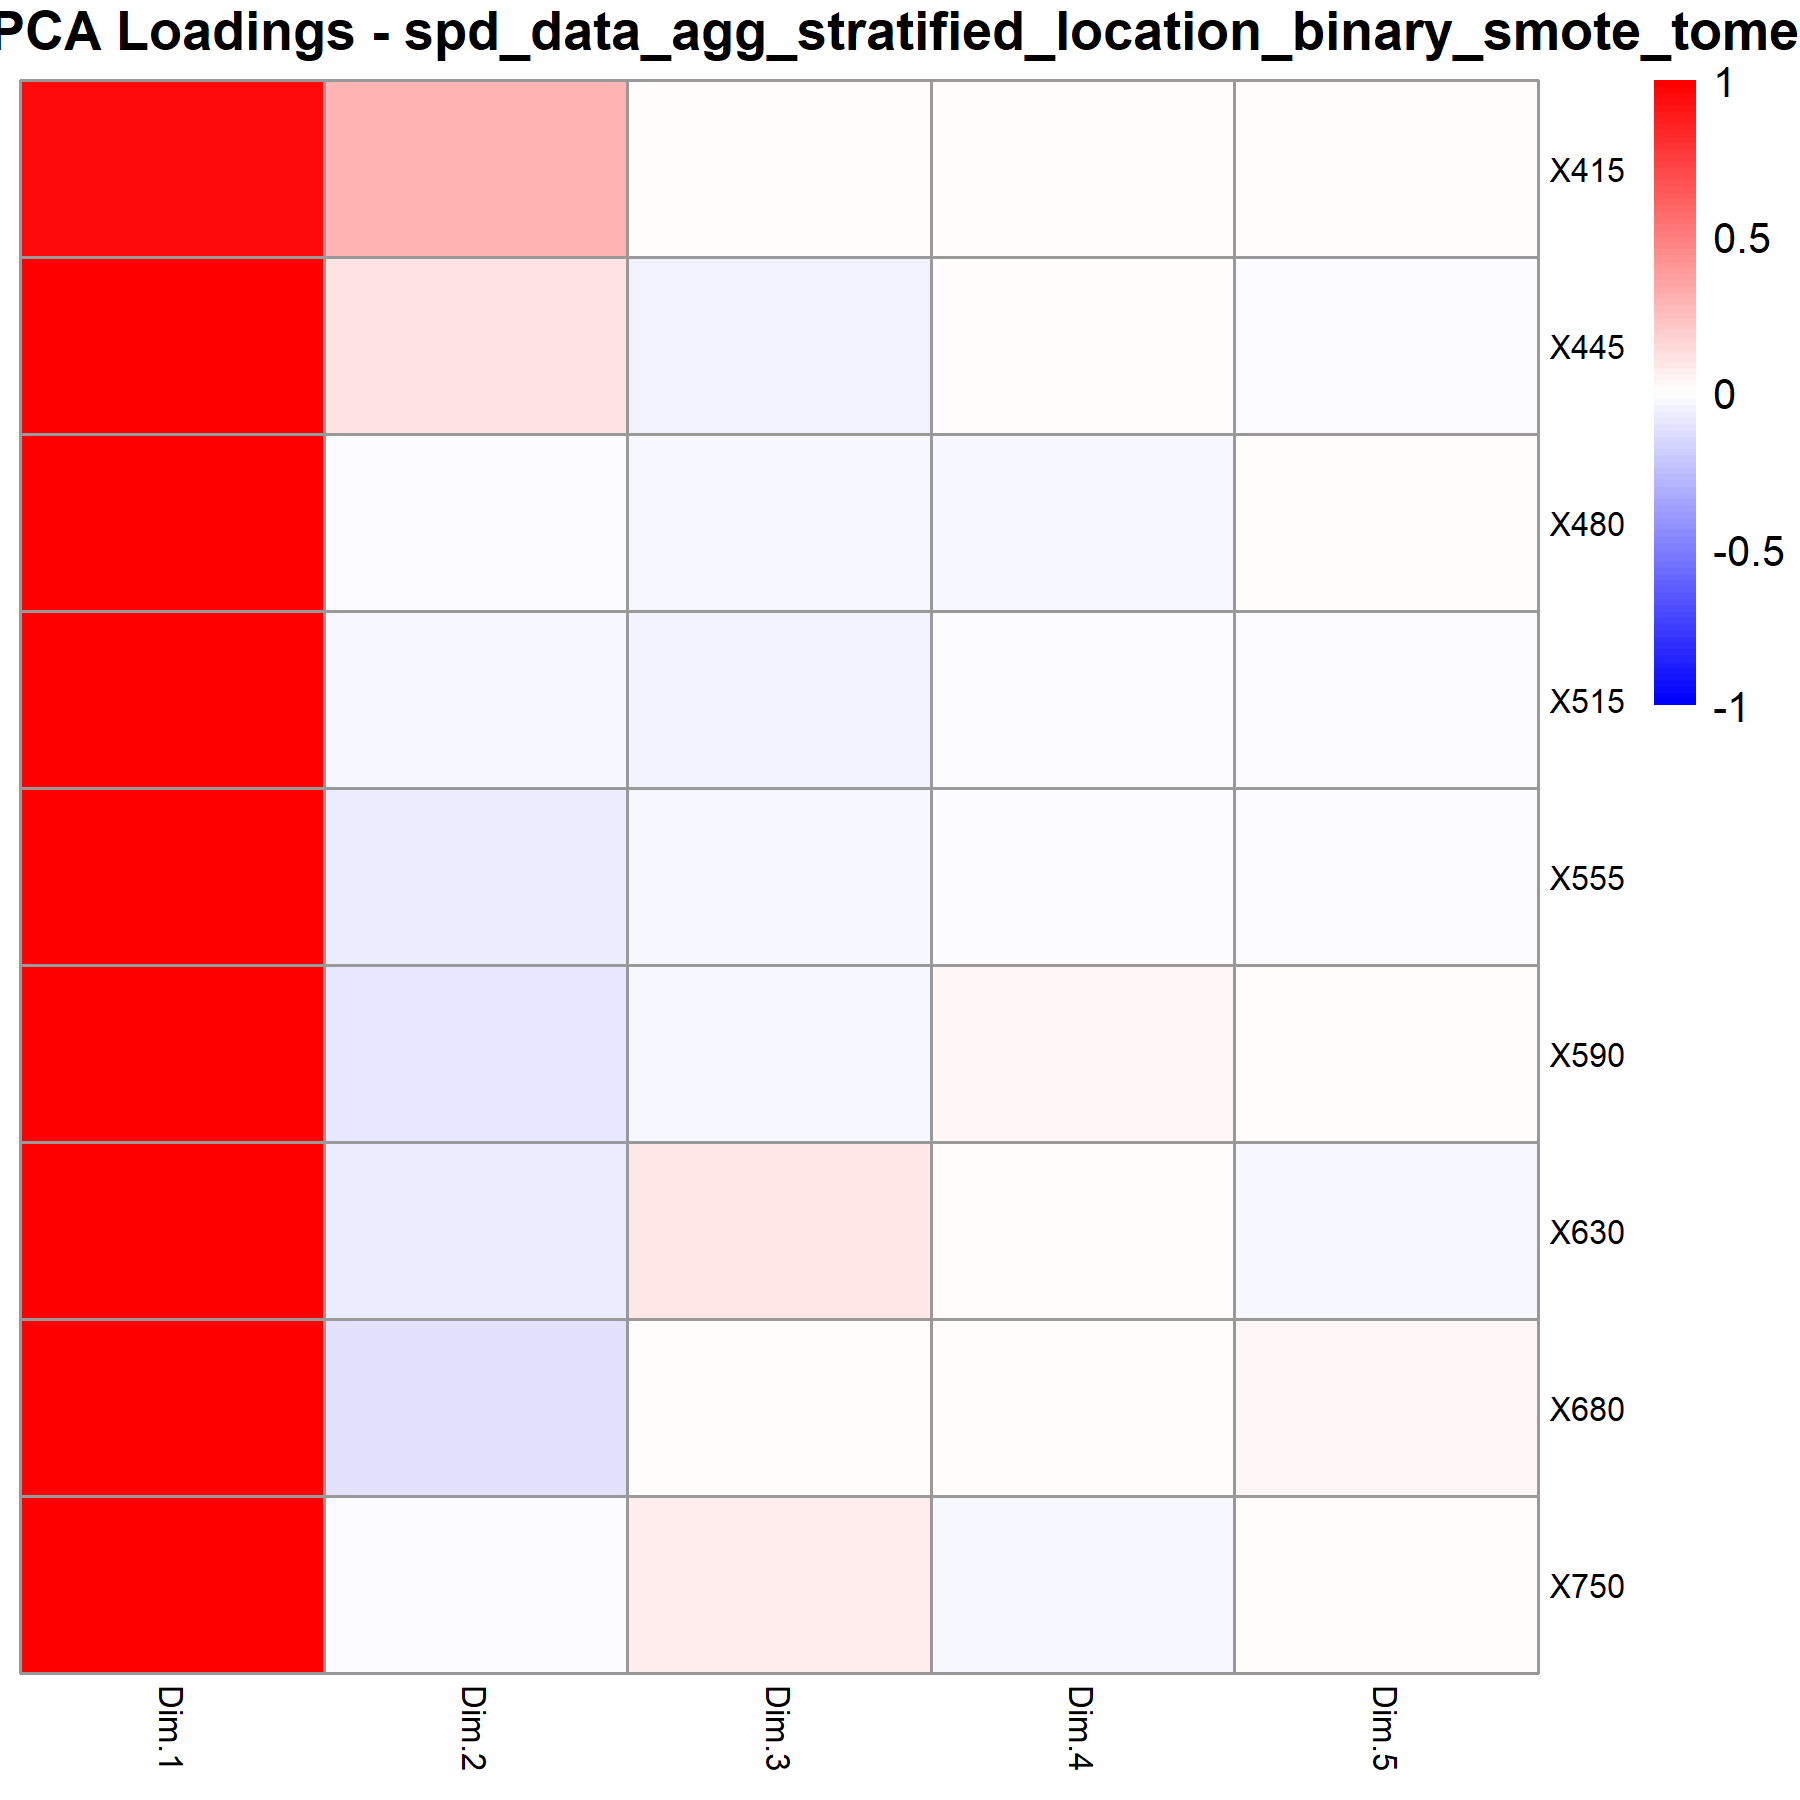 PCA Loadings - spd_data_agg_stratified_location_binary_smote_tome
1
0.5
0
-0.5
-1
X415
X445
X480
X515
X555
X590
X630
X680
X750
Dim.1
Dim.2
Dim.3
Dim.4
Dim.5